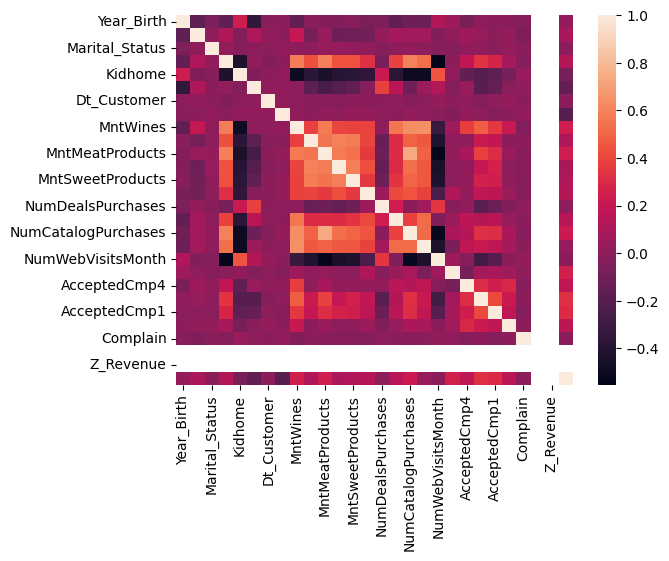 Year_Birth
Marital_Status
Kidhome
Dt_Customer
MntWines
MntMeatProducts
MntSweetProducts
NumDealsPurchases
NumCatalogPurchases
NumWebVisitsMonth
AcceptedCmp4
AcceptedCmp1
Complain
Z_Revenue
Year_Birth
Marital_Status
Kidhome
Dt_Customer
MntWines
MntMeatProducts
MntSweetProducts
NumDealsPurchases
NumCatalogPurchases
NumWebVisitsMonth
AcceptedCmp4
AcceptedCmp1
Complain
Z_Revenue
1.0
0.8
0.6
0.4
0.2
0.0
−0.2
−0.4